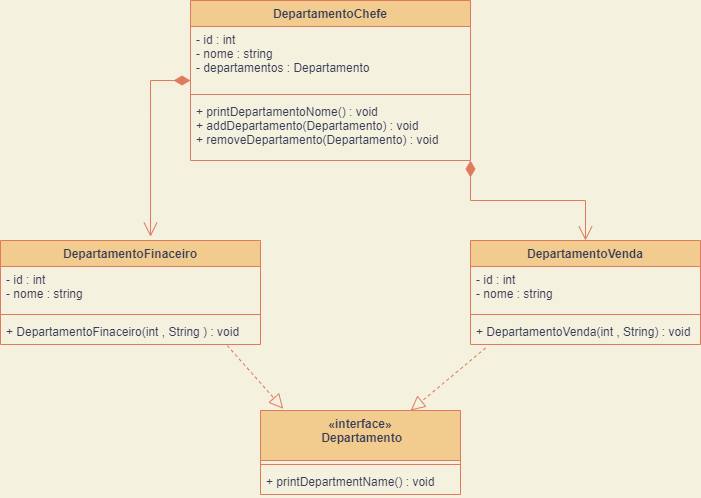 DepartamentoChefe
- id : int
- nome : string
- departamentos : Departamento
+ printDepartamentoNome() : void
+ addDepartamento(Departamento) : void
+ removeDepartamento(Departamento) : void
DepartamentoFinaceiro
- id : int
- nome : string
+ DepartamentoFinaceiro(int , String ) : void
DepartamentoVenda
- id : int
- nome : string
+ DepartamentoVenda(int , String) : void
«interface»
Departamento
+ printDepartmentName() : void